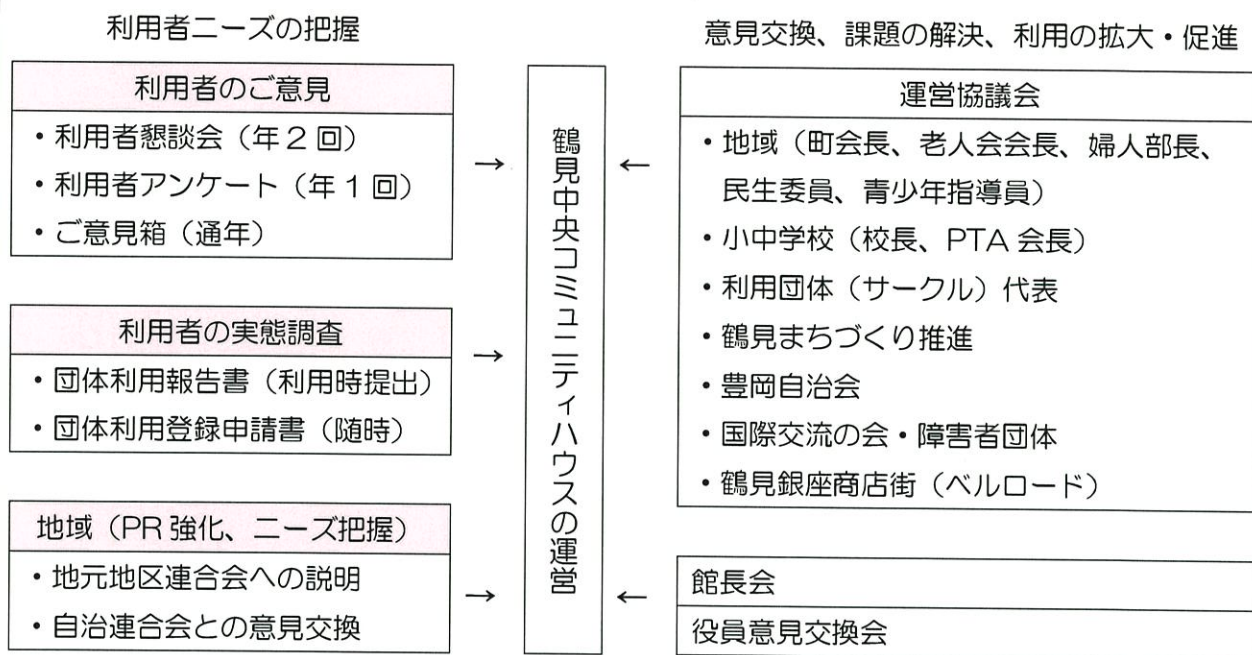 利用者ニーズの把握
利用者のご意見
・利用者懇談会（年２回）
・利用者アンケート（年１回）
・ご意見箱（通年）
→
利用者の実態調査
・団体利用報告書（利用時提出）
・団体利用登録申請書（随時）
→
地域（PR 強化、ニーズ把握）
・地元地区連合会への説明
・自治連合会との意見交換
→
鶴見中央コミュニティハウスの運営
意見交換、課題の解決、利用の拡大・促進
運営協議会
←
・地域（町会長、老人会会長、婦人部長、
民生委員、青少年指導員）
・小中学校（校長、PTA 会長）
・利用団体（サークル）代表
・鶴見まちづくり推進
・豊岡自治会
・国際交流の会・障害者団体
・鶴見銀座商店街（ベルロード）
←
館長会
役員意見交換会